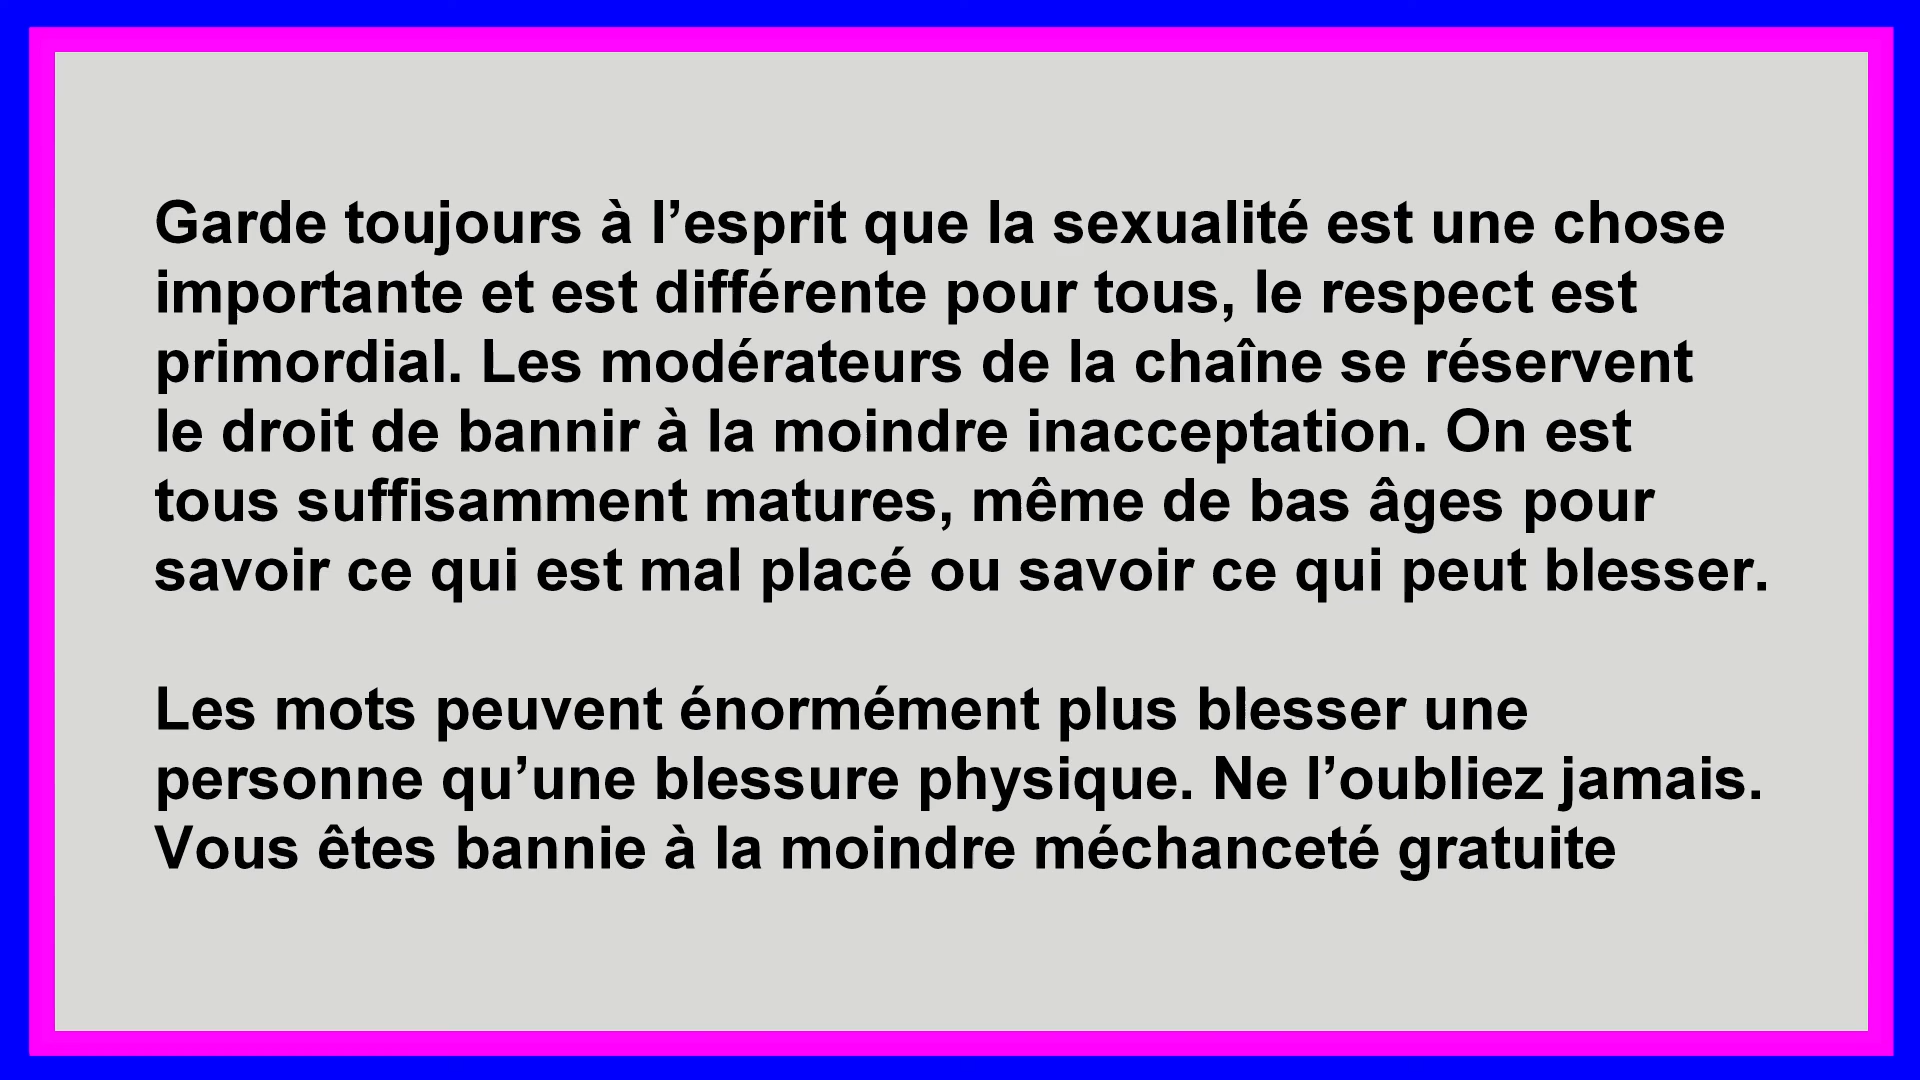 Garde toujours à l’esprit que la sexualité est une chose
importante et est différente pour tous, le respect est
primordial. Les modérateurs de la chaîne se réservent
le droit de bannir à la moindre inacceptation. On est
tous suffisamment matures, même de bas âges pour
savoir ce qui est mal placé ou savoir ce qui peut blesser.
Les mots peuvent énormément plus blesser une
personne qu’une blessure physique. Ne l’oubliez jamais.
Vous êtes bannie à la moindre méchanceté gratuite